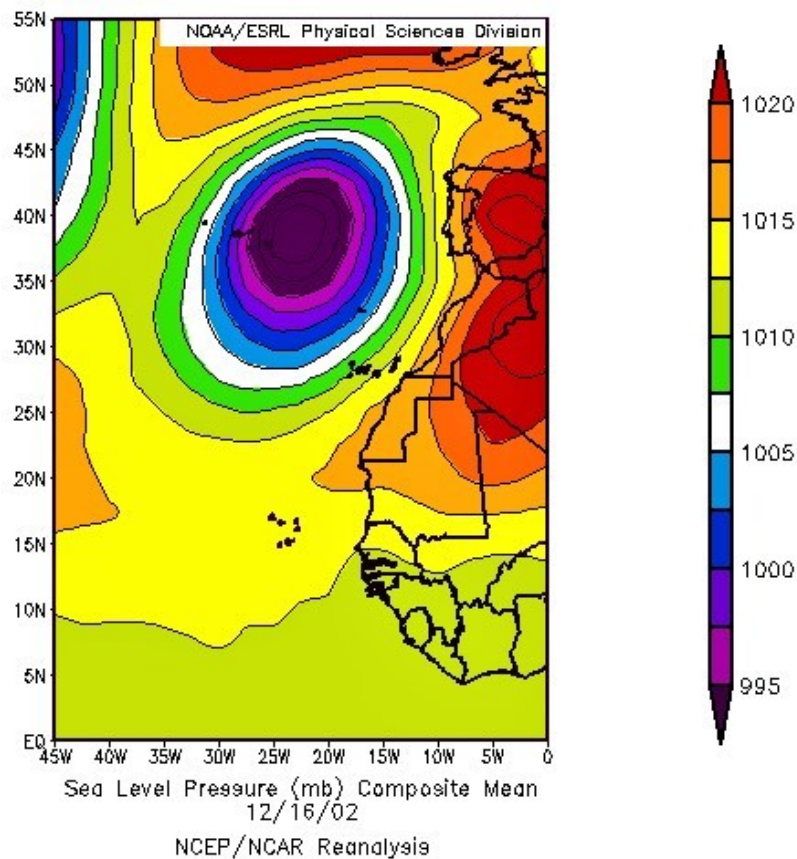 NOAA/ESRL Physical Sciences Division
55N
50N
45N
40N
35N
30N
25N
20N
15N
10N
5N
EQ
45W 40W 35W 30W 25W 20W 15W 10W 5W 0
1020
1015
1010
1005
1000
995
Sea Level Pressure (mb) Composite Mean
12/16/02
NCEP/NCAR Reanalysis